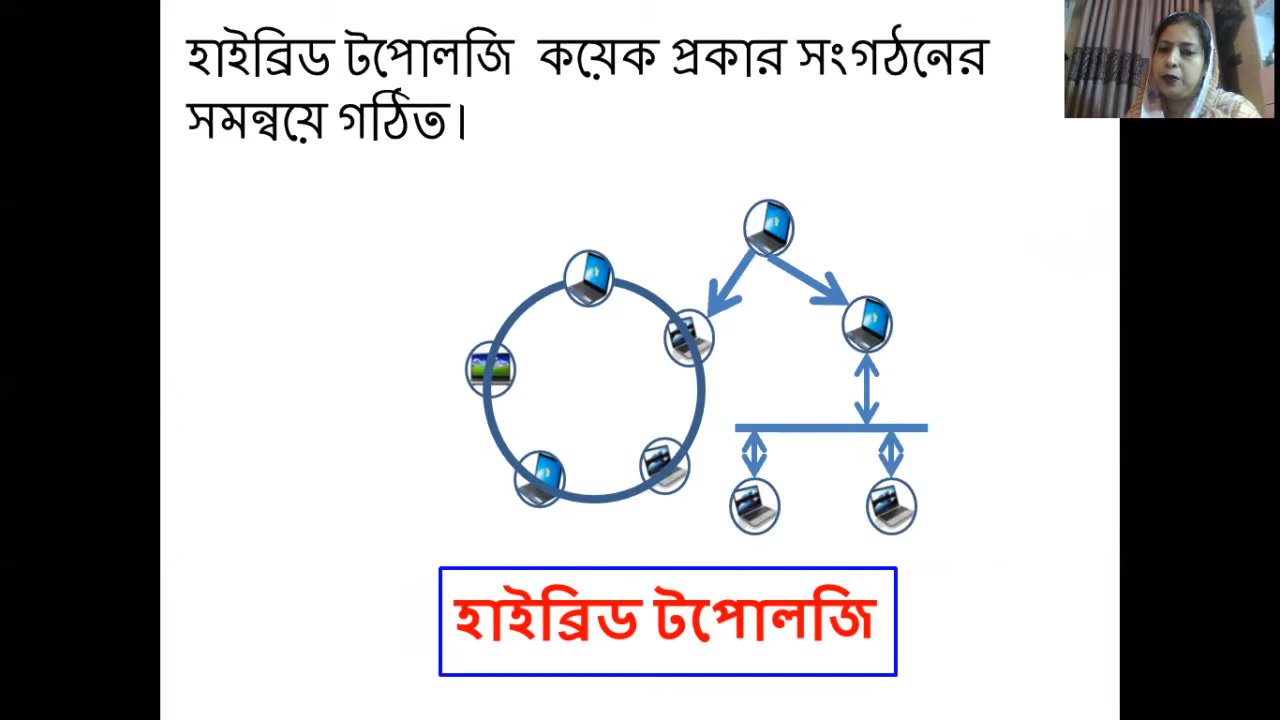 হাইব্রিড টপোলজি কয়েক প্রকার সংগঠনের
সমন্বয়ে গঠিত।
হাইব্রিড টপোলজি